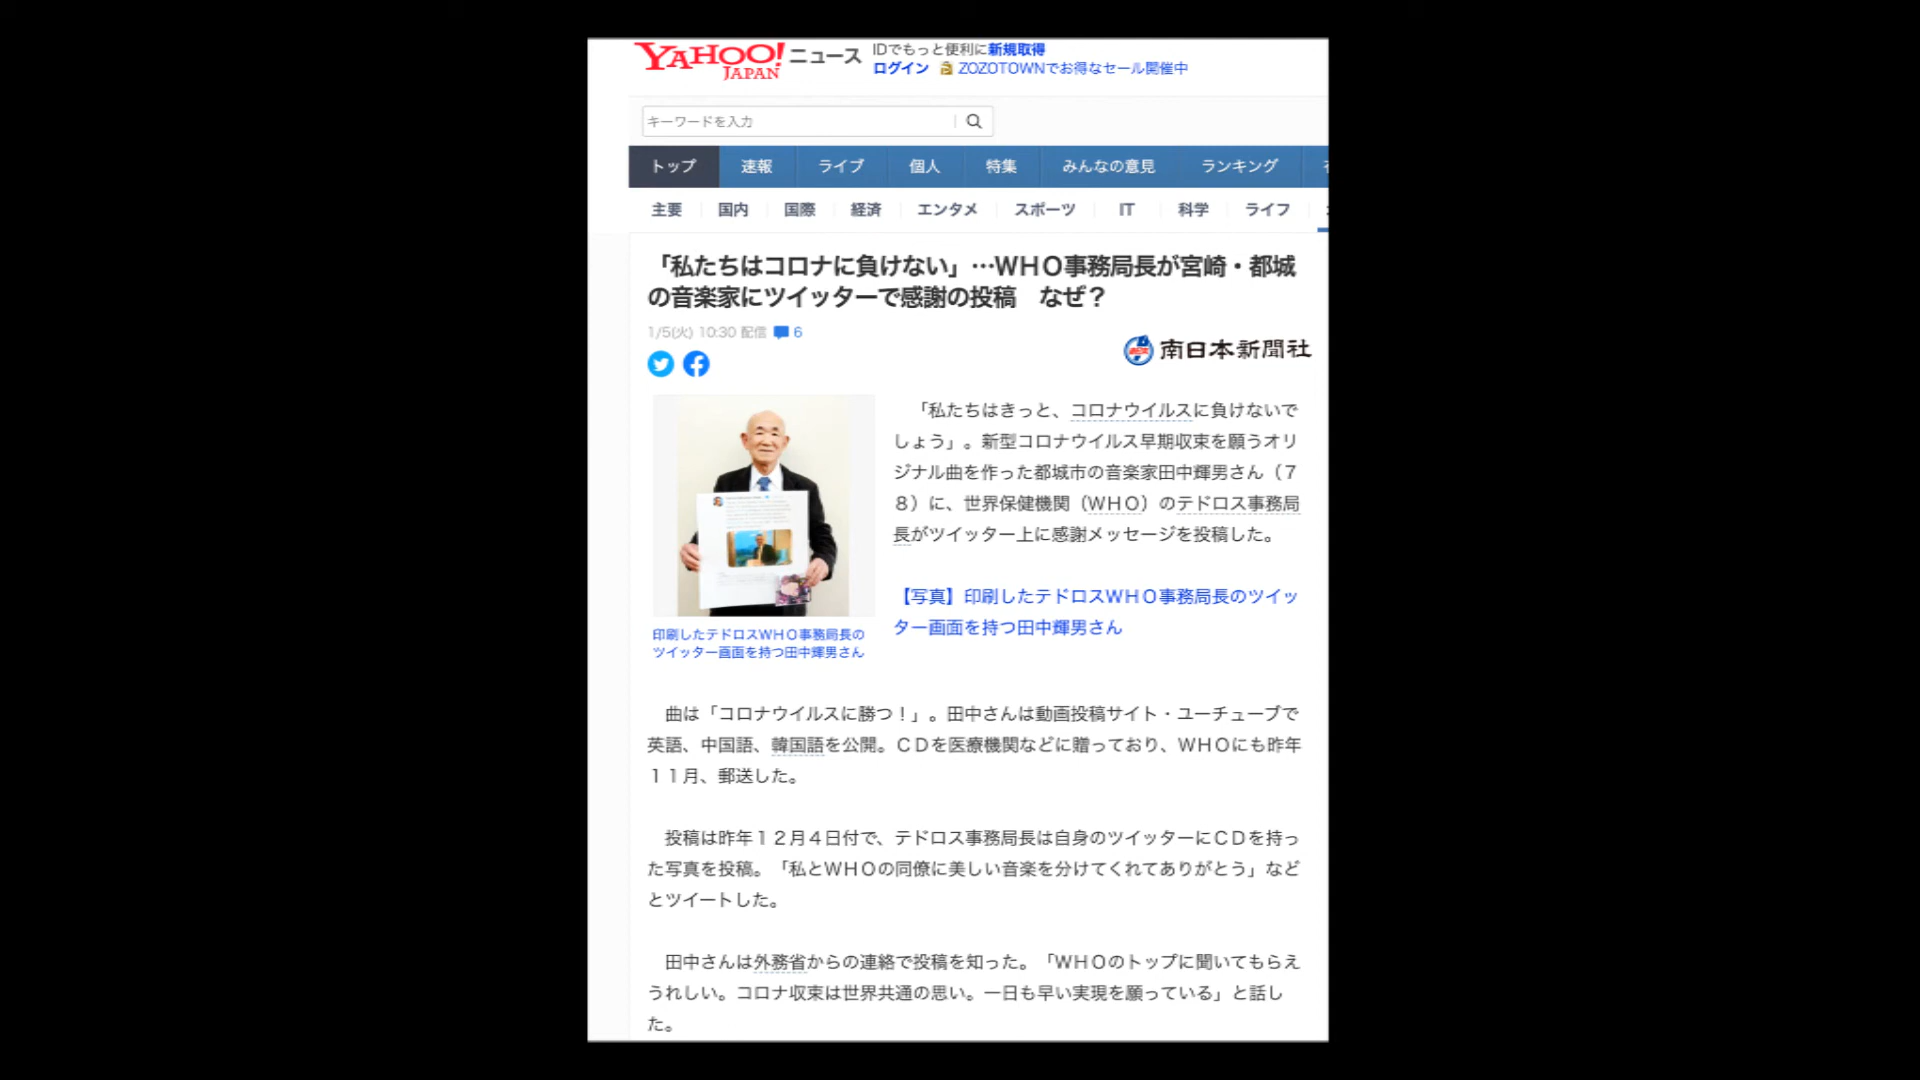 YAHOO! JAPAN ニュース
IDでもっと便利に新規取得
ログイン ZOZOTOWNでお得なセール開催中
キーワードを入力
トップ 速報 ライブ 個人 特集 みんなの意見 ランキング
主要 国内 国際 経済 エンタメ スポーツ IT 科学 ライフ
「私たちはコロナに負けない」…ＷＨＯ事務局長が宮崎・都城
の音楽家にツイッターで感謝の投稿　なぜ？
1/5(火) 10:30 配信 6
南日本新聞社
「私たちはきっと、コロナウイルスに負けないで
しょう」。新型コロナウイルス早期収束を願うオリ
ジナル曲を作った都城市の音楽家田中輝男さん（７
８）に、世界保健機関（ＷＨＯ）のテドロス事務局
長がツイッター上に感謝メッセージを投稿した。
【写真】印刷したテドロスＷＨＯ事務局長のツイッ
ター画面を持つ田中輝男さん
印刷したテドロスＷＨＯ事務局長の
ツイッター画面を持つ田中輝男さん
曲は「コロナウイルスに勝つ！」。田中さんは動画投稿サイト・ユーチューブで
英語、中国語、韓国語を公開。ＣＤを医療機関などに贈っており、ＷＨＯにも昨年
１１月、郵送した。
投稿は昨年１２月４日付で、テドロス事務局長は自身のツイッターにＣＤを持っ
た写真を投稿。「私とＷＨＯの同僚に美しい音楽を分けてくれてありがとう」など
とツイートした。
田中さんは外務省からの連絡で投稿を知った。「ＷＨＯのトップに聞いてもらえ
うれしい。コロナ収束は世界共通の思い。一日も早い実現を願っている」と話し
た。